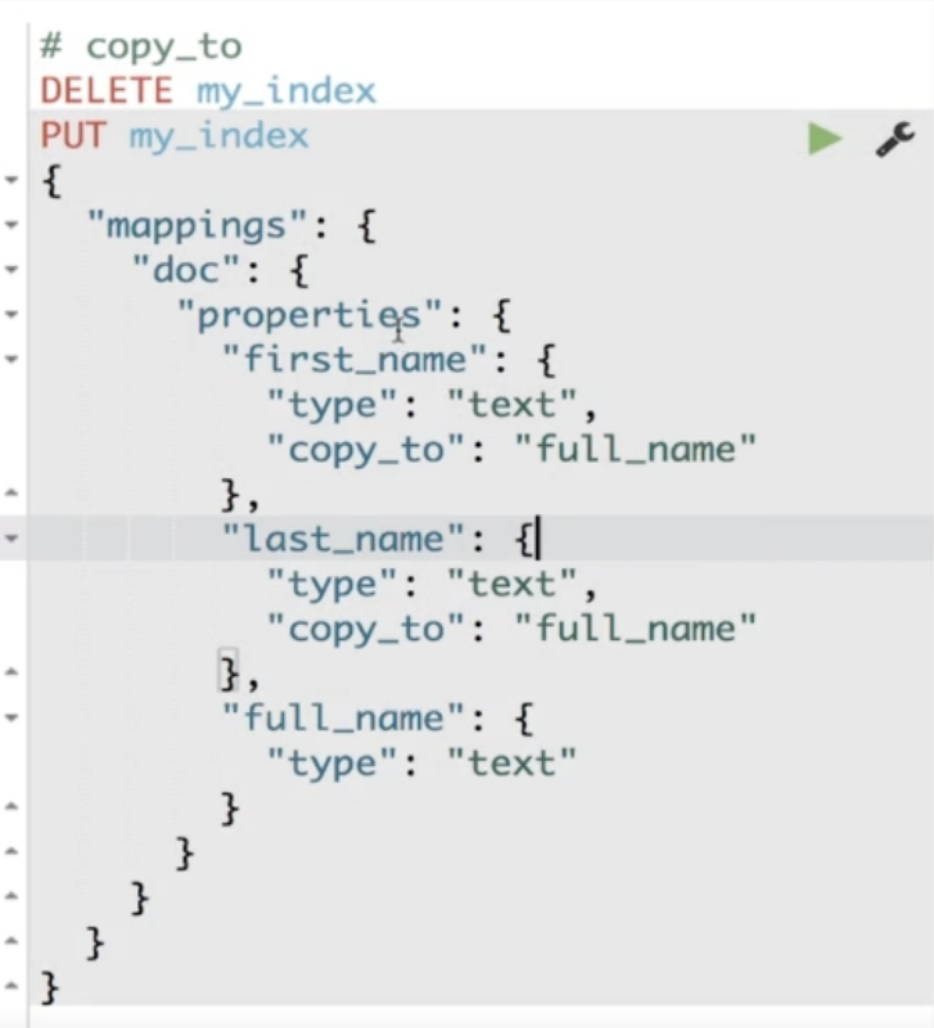 # copy_to
DELETE my_index
PUT my_index
{
  "mappings": {
    "doc": {
      "properties": {
        "first_name": {
          "type": "text",
          "copy_to": "full_name"
        },
        "last_name": {
          "type": "text",
          "copy_to": "full_name"
        },
        "full_name": {
          "type": "text"
        }
      }
    }
  }
}